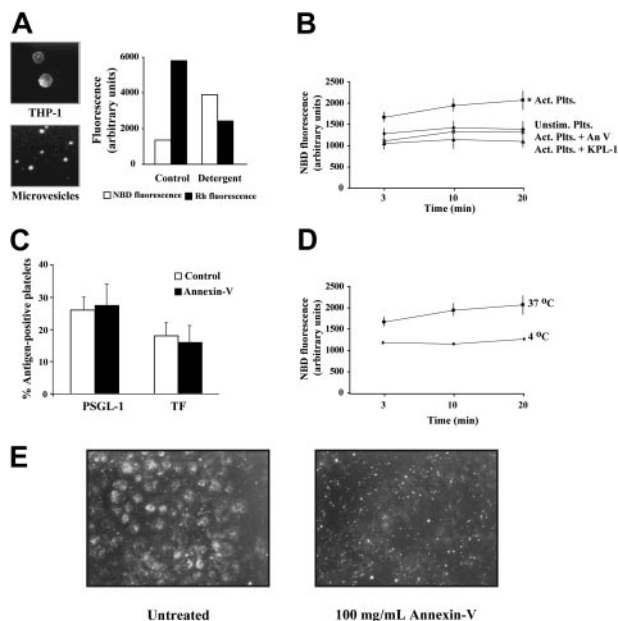 A
THP-1
Microvesicles
Fluorescence
(arbitrary units)
6000
4000
2000
0
Control Detergent
NBD fluorescence Rh fluorescence
B
NBD fluorescence
(arbitrary units)
2500
2000
1500
1000
500
0
3 10 20
Time (min)
* Act. Plts.
Unstim. Plts.
Act. Plts. + An V
Act. Plts. + KPL-1
C
% Antigen-positive platelets
40
30
20
10
0
Control
Annexin-V
PSGL-1 TF
D
NBD fluorescence
(arbitrary units)
2500
2000
1500
1000
500
0
3 10 20
Time (min)
37 °C
4 °C
E
Untreated
100 mg/mL Annexin-V